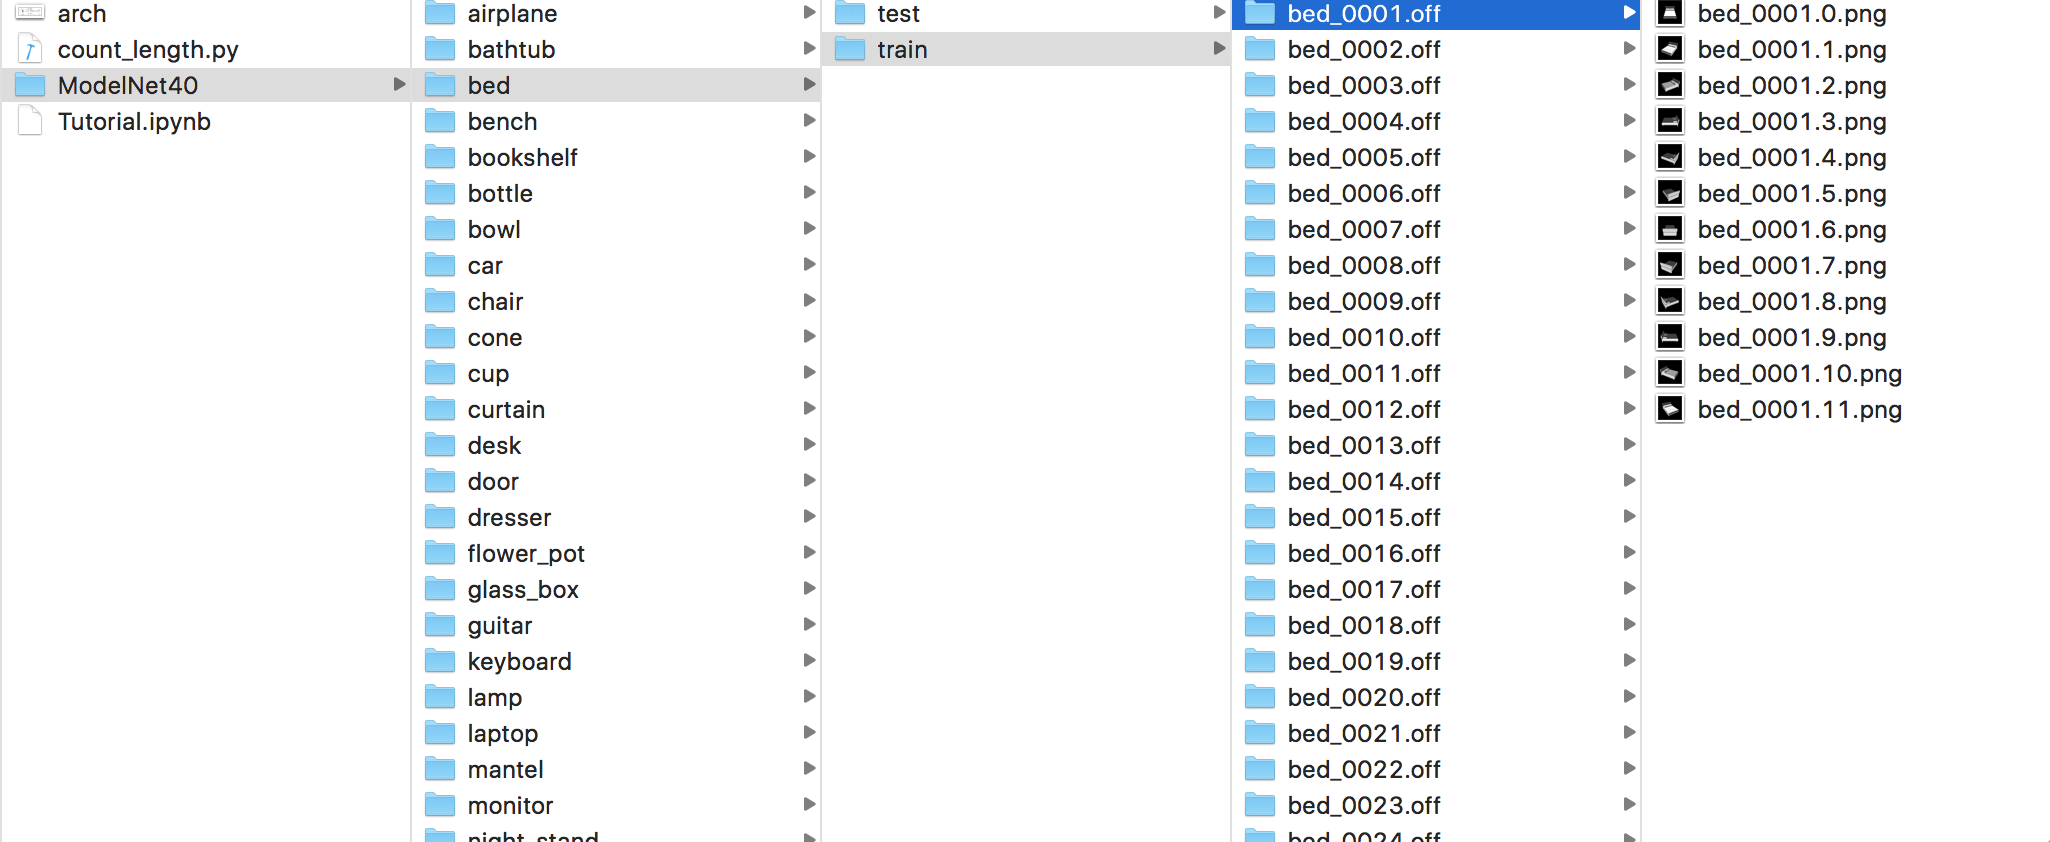 arch
count_length.py
ModelNet40
Tutorial.ipynb
airplane
bathtub
bed
bench
bookshelf
bottle
bowl
car
chair
cone
cup
curtain
desk
door
dresser
flower_pot
glass_box
guitar
keyboard
lamp
laptop
mantel
monitor
night_stand
test
train
bed_0001.off
bed_0002.off
bed_0003.off
bed_0004.off
bed_0005.off
bed_0006.off
bed_0007.off
bed_0008.off
bed_0009.off
bed_0010.off
bed_0011.off
bed_0012.off
bed_0013.off
bed_0014.off
bed_0015.off
bed_0016.off
bed_0017.off
bed_0018.off
bed_0019.off
bed_0020.off
bed_0021.off
bed_0022.off
bed_0023.off
bed_0024.off
bed_0001.0.png
bed_0001.1.png
bed_0001.2.png
bed_0001.3.png
bed_0001.4.png
bed_0001.5.png
bed_0001.6.png
bed_0001.7.png
bed_0001.8.png
bed_0001.9.png
bed_0001.10.png
bed_0001.11.png